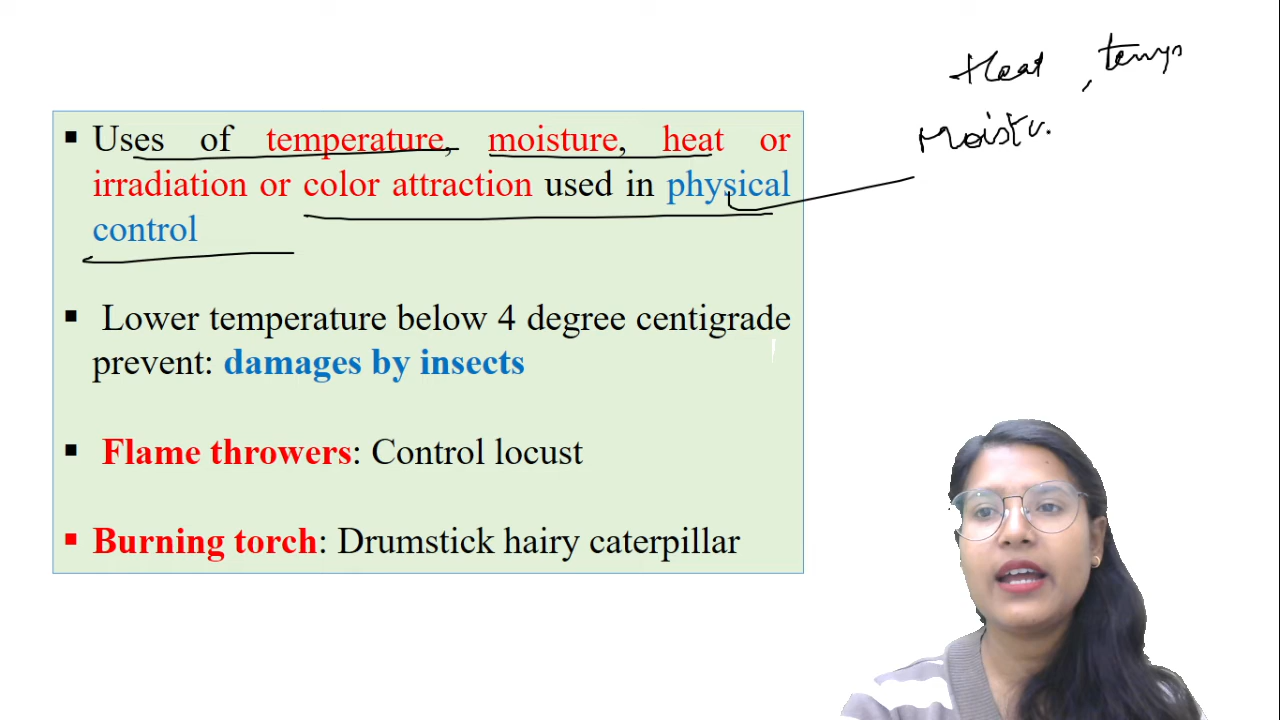 Heat, temp
Moistu.
▪ Uses of temperature, moisture, heat or
irradiation or color attraction used in physical
control
▪ Lower temperature below 4 degree centigrade
prevent: damages by insects
▪ Flame throwers: Control locust
▪ Burning torch: Drumstick hairy caterpillar